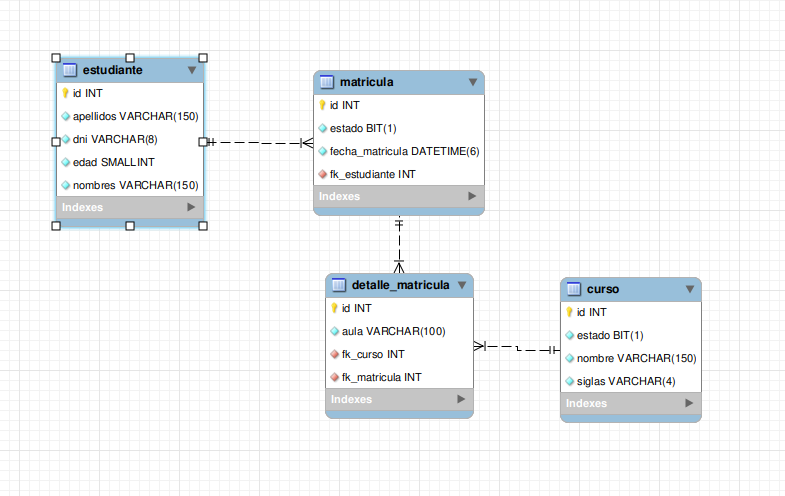 estudiante
id INT
apellidos VARCHAR(150)
dni VARCHAR(8)
edad SMALLINT
nombres VARCHAR(150)
Indexes
matricula
id INT
estado BIT(1)
fecha_matricula DATETIME(6)
fk_estudiante INT
Indexes
detalle_matricula
id INT
aula VARCHAR(100)
fk_curso INT
fk_matricula INT
Indexes
curso
id INT
estado BIT(1)
nombre VARCHAR(150)
siglas VARCHAR(4)
Indexes